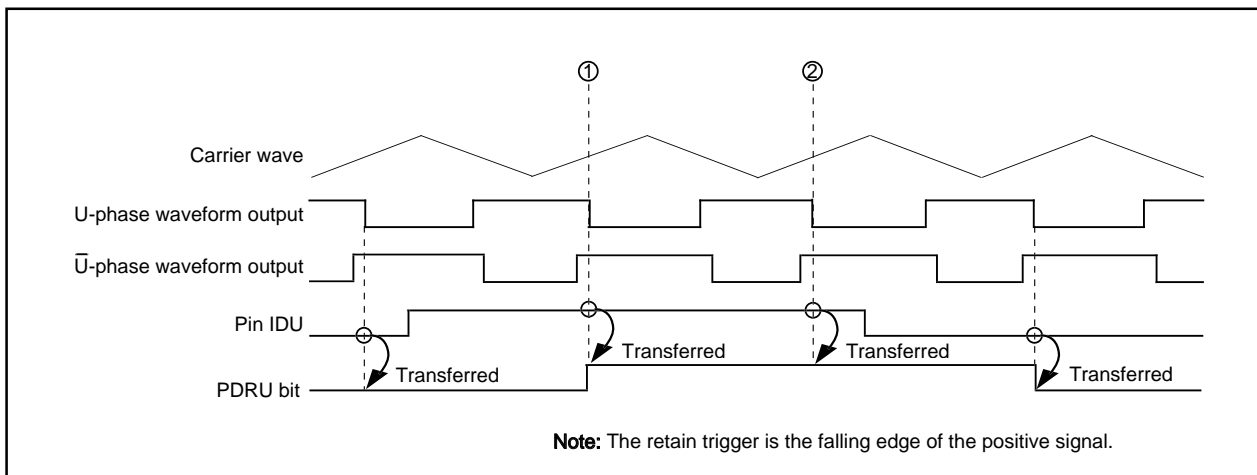 ① ②
Carrier wave
U-phase waveform output
U̅-phase waveform output
Pin IDU
Transferred Transferred
Transferred Transferred
PDRU bit
Note: The retain trigger is the falling edge of the positive signal.